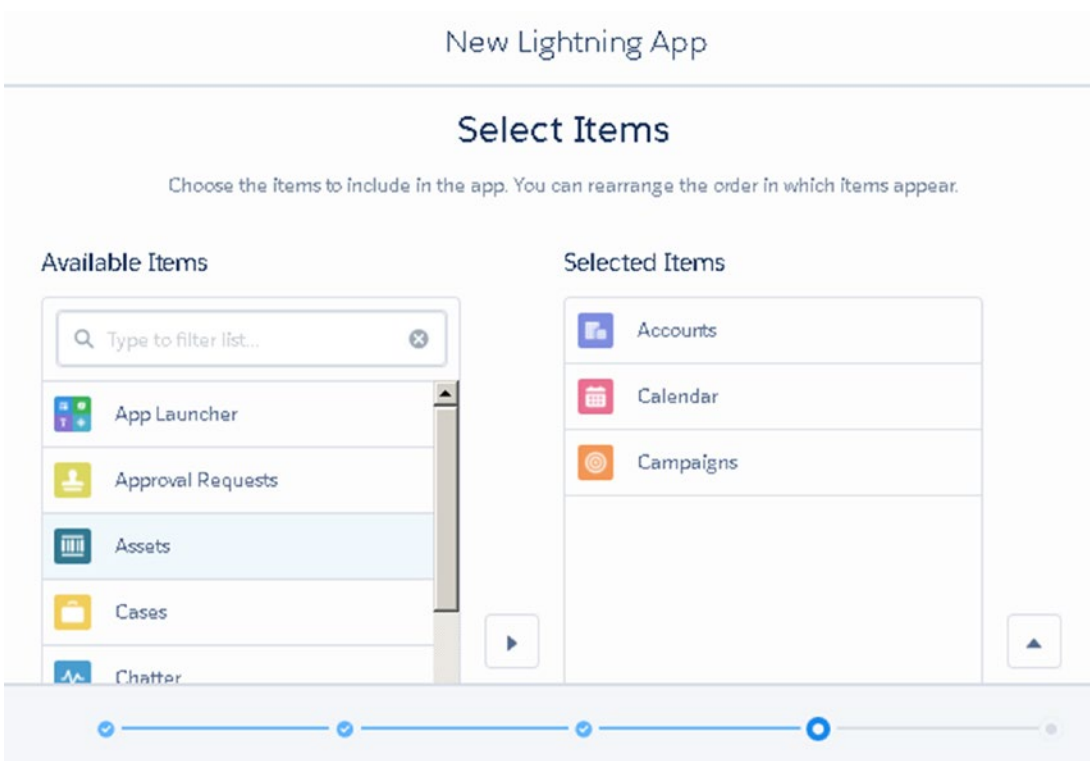 New Lightning App
Select Items
Choose the items to include in the app. You can rearrange the order in which items appear.
Available Items
Type to filter list...
App Launcher
Approval Requests
Assets
Cases
Chatter
Selected Items
Accounts
Calendar
Campaigns